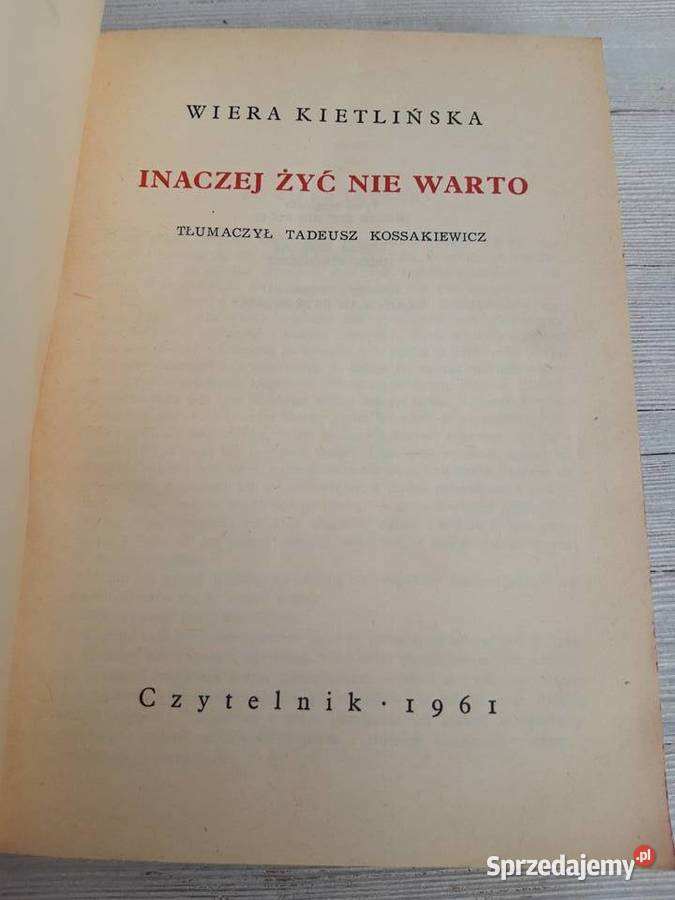 WIERA KIETLIŃSKA
INACZEJ ŻYĆ NIE WARTO
TŁUMACZYŁ TADEUSZ KOSSAKIEWICZ
Czytelnik · 1961
Sprzedajemy.pl